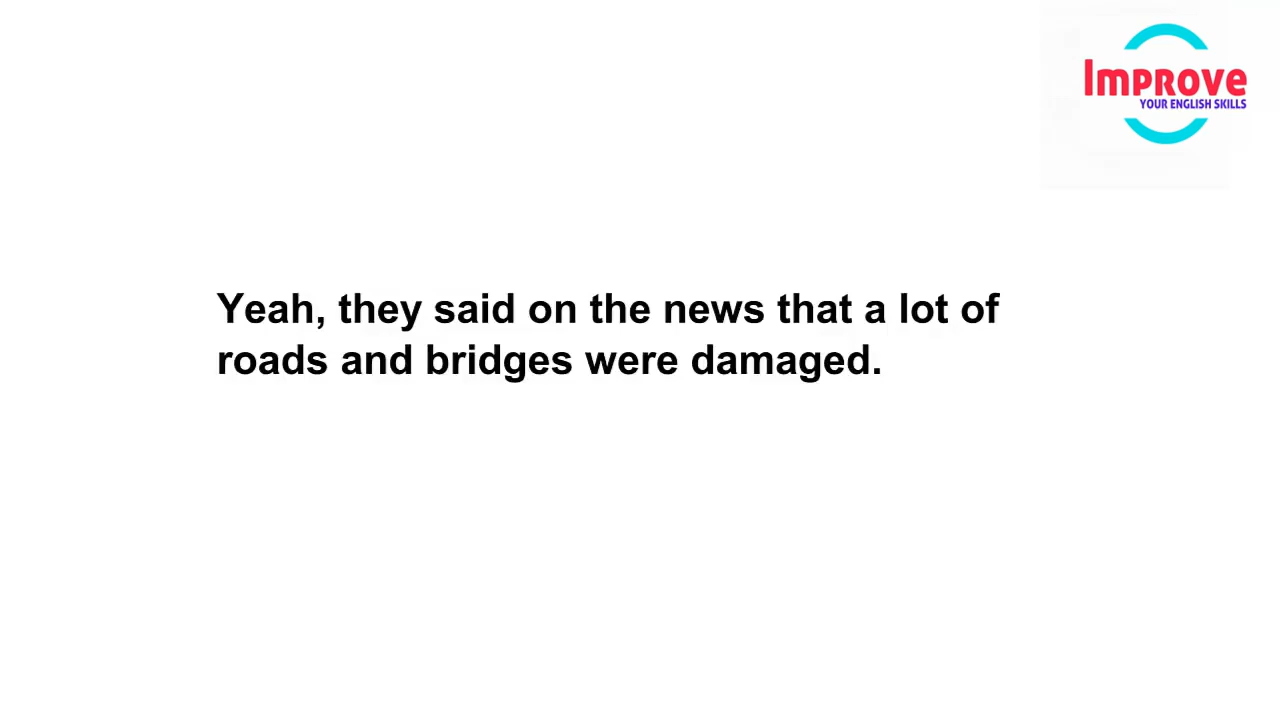 Improve
YOUR ENGLISH SKILLS
Yeah, they said on the news that a lot of
roads and bridges were damaged.